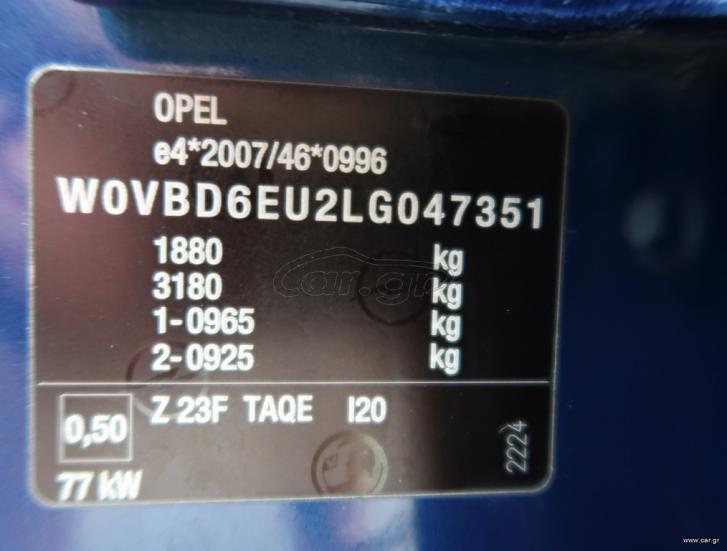 OPEL
e4*2007/46*0996
W0VBD6EU2LG047351
1880 kg
3180 kg
1-0965 kg
2-0925 kg
0,50 Z 23F TAQE I20
77 kW
2224
Car.gr
www.car.gr